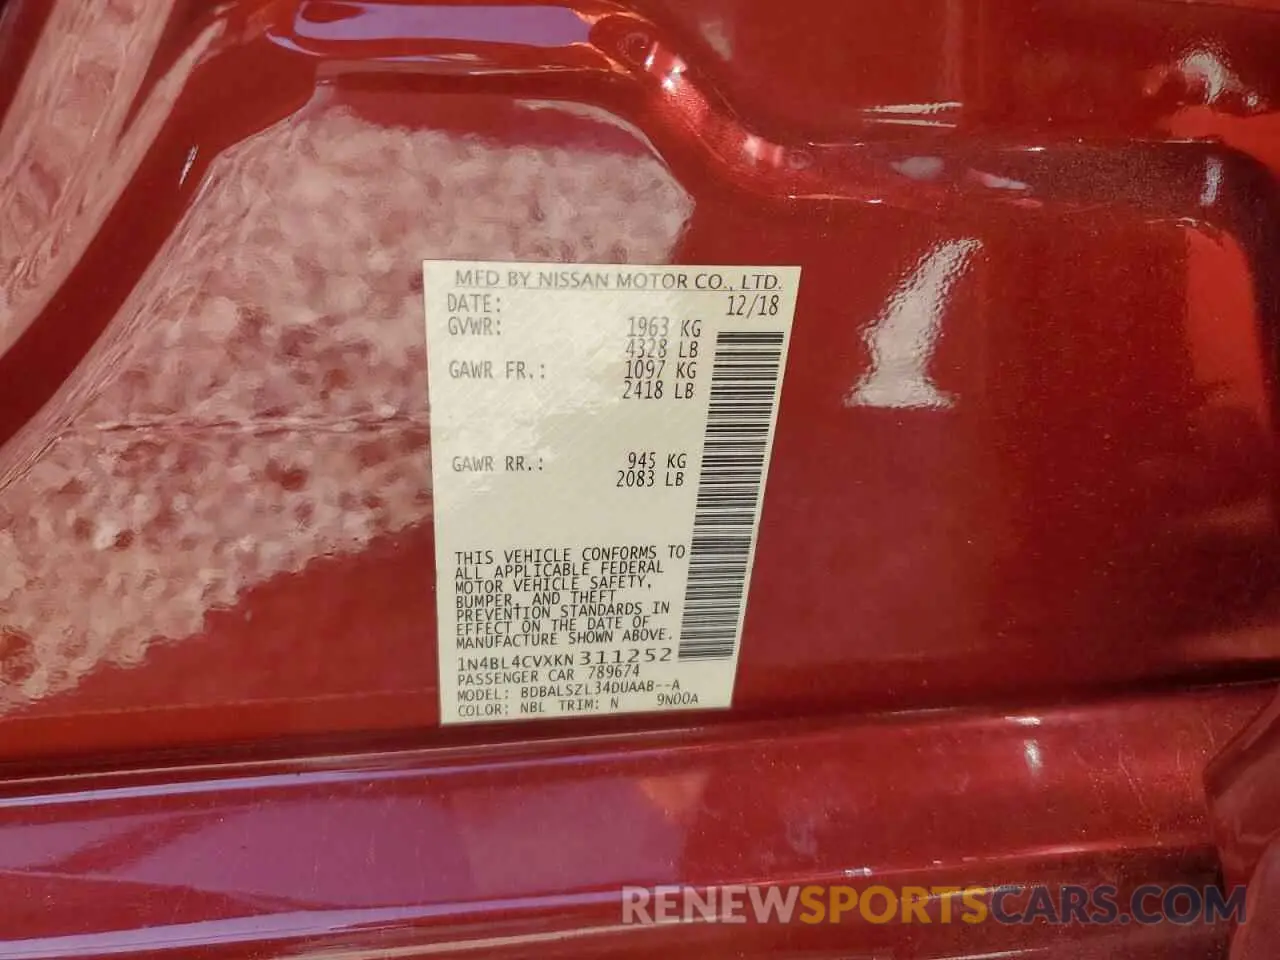 MFD BY NISSAN MOTOR CO., LTD.
DATE: 12/18
GVWR: 1963 KG
4328 LB
GAWR FR.: 1097 KG
2418 LB
GAWR RR.: 945 KG
2083 LB
THIS VEHICLE CONFORMS TO
ALL APPLICABLE FEDERAL
MOTOR VEHICLE SAFETY,
BUMPER, AND THEFT
PREVENTION STANDARDS IN
EFFECT ON THE DATE OF
MANUFACTURE SHOWN ABOVE.
1N4BL4CVXKN311252
PASSENGER CAR 789674
MODEL: BDBALSZL34DUAAB--A
COLOR: NBL TRIM: N 9N00A
RENEWSPORTSCARS.COM